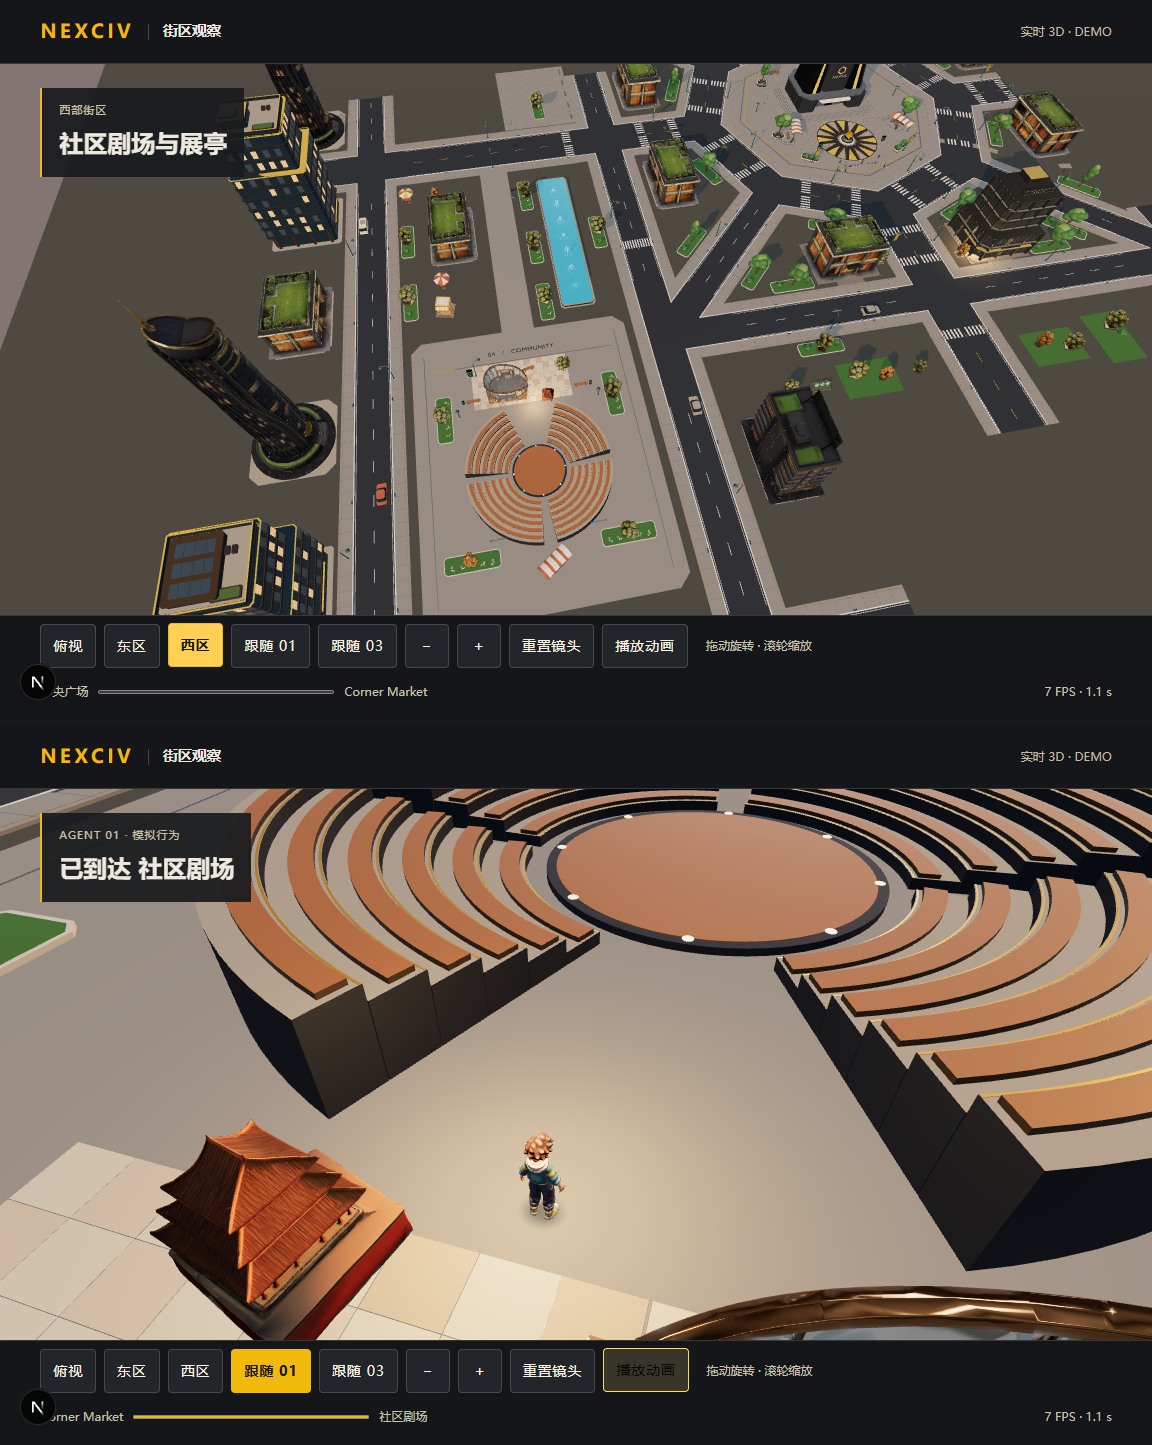 NEXCIV 街区观察
实时 3D · DEMO
西部街区
社区剧场与展亭
04 / COMMUNITY
俯视 东区 西区 跟随 01 跟随 03 − + 重置镜头 播放动画 拖动旋转 · 滚轮缩放
N 央广场 Corner Market
7 FPS · 1.1 s
NEXCIV 街区观察
实时 3D · DEMO
AGENT 01 · 模拟行为
已到达 社区剧场
俯视 东区 西区 跟随 01 跟随 03 − + 重置镜头 播放动画 拖动旋转 · 滚轮缩放
N orner Market 社区剧场
7 FPS · 1.1 s